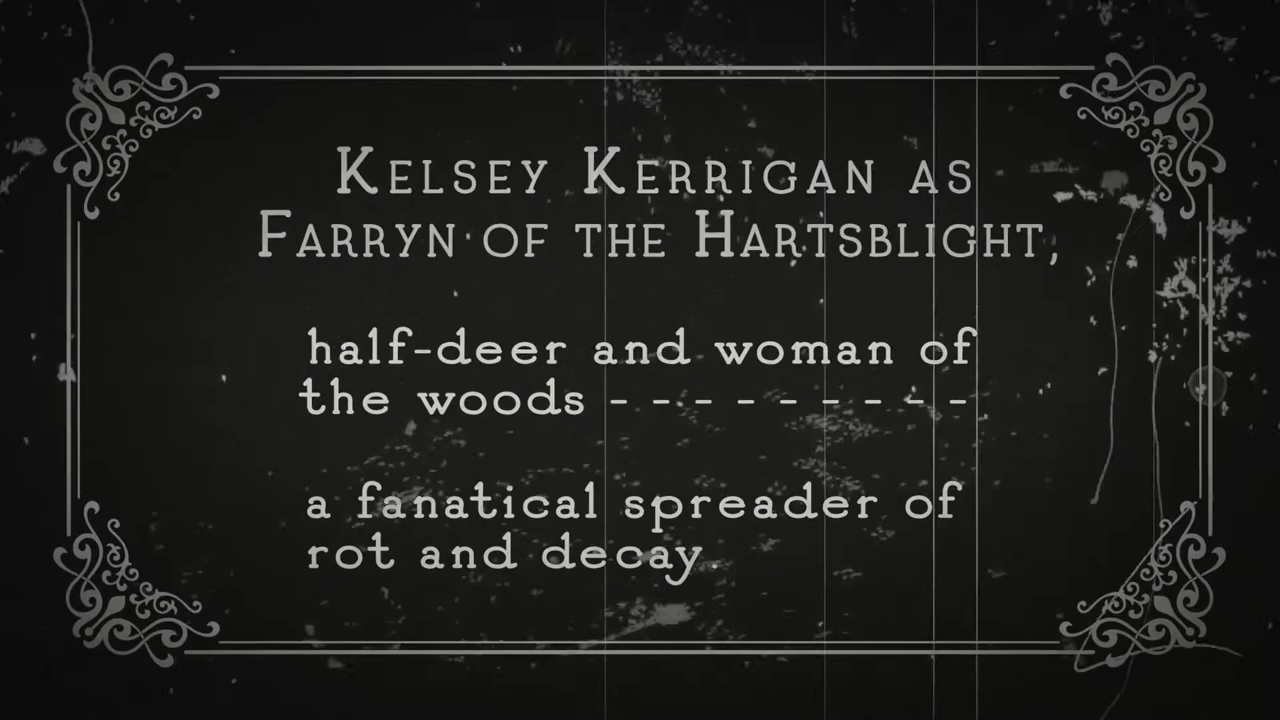 Kelsey Kerrigan as
Farryn of the Hartsblight,
half-deer and woman of
the woods - - - - - - - - -
a fanatical spreader of
rot and decay.